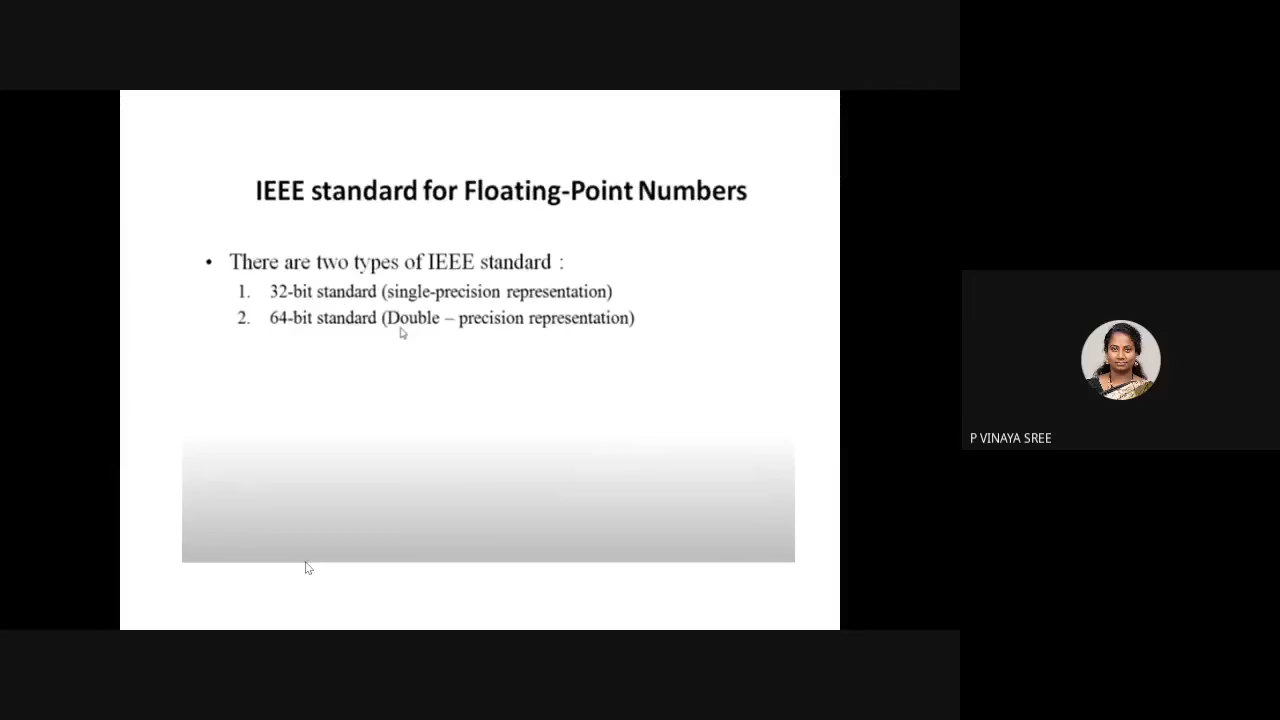 IEEE standard for Floating-Point Numbers
• There are two types of IEEE standard :
1. 32-bit standard (single-precision representation)
2. 64-bit standard (Double – precision representation)
P VINAYA SREE